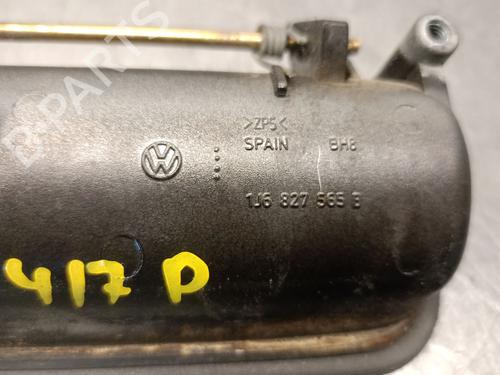 B-PARTS
>ZP5<
SPAIN BH8
1J6 827 565 B
417 D